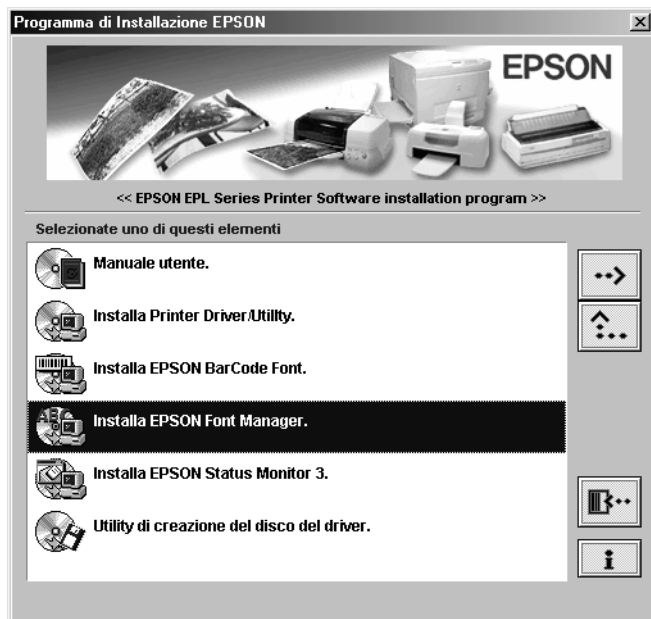 Programma di Installazione EPSON
EPSON
<< EPSON EPL Series Printer Software installation program >>
Selezionate uno di questi elementi
Manuale utente.
Installa Printer Driver/Utility.
Installa EPSON BarCode Font.
ABC
Installa EPSON Font Manager.
Installa EPSON Status Monitor 3.
Utility di creazione del disco del driver.
i